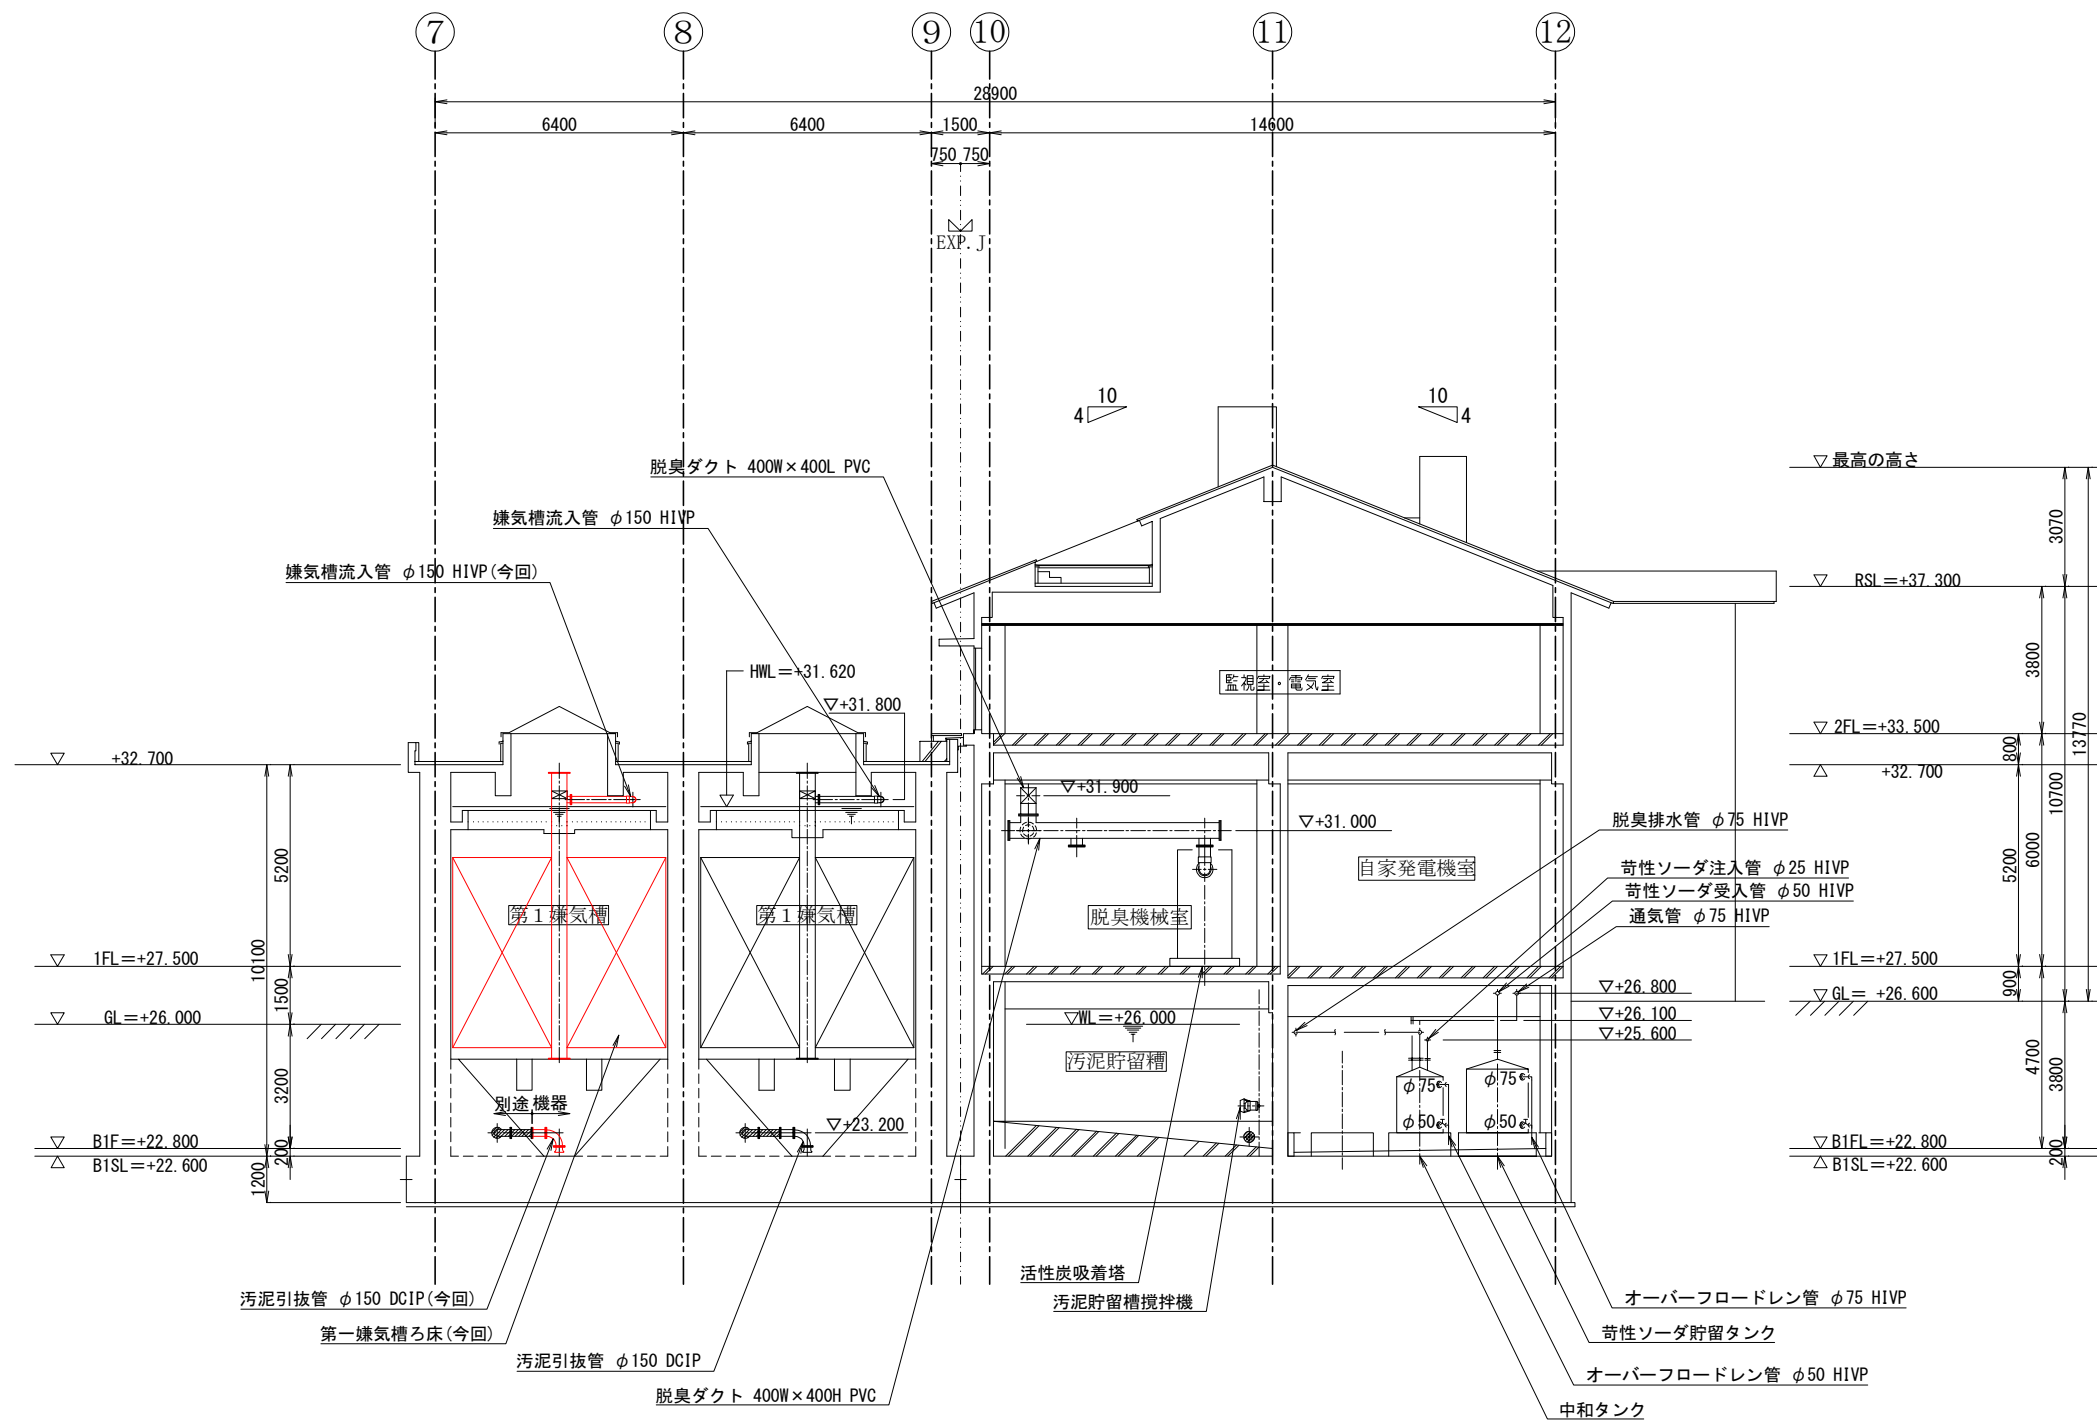 7 8 9 10 11 12
28900
6400 6400 1500 14600
750 750
EXP. J
10 10
4 4
脱臭ダクト 400W×400L PVC
▽ 最高の高さ
嫌気槽流入管 φ150 HIVP
3070
嫌気槽流入管 φ150 HIVP(今回)
▽ RSL=+37.300
HWL=+31.620
監視室・電気室
3800
▽+31.800
▽ 2FL=+33.500
13770
800
▽ +32.700
△ +32.700
▽+31.900
10700
▽+31.000
脱臭排水管 φ75 HIVP
5200
自家発電機室
苛性ソーダ注入管 φ25 HIVP
5200
6000
苛性ソーダ受入管 φ50 HIVP
第1嫌気槽 第1嫌気槽 脱臭機械室
通気管 φ75 HIVP
▽ 1FL=+27.500
▽ 1FL=+27.500
10100
1500
▽+26.800
900
▽ GL= +26.600
▽ GL=+26.000
▽WL=+26.000
▽+26.100
▽+25.600
汚泥貯留糟
4700
3800
3200
φ75 φ75
別途機器
φ50 φ50
▽+23.200
▽ B1F=+22.800
▽ B1FL=+22.800
200
200
△ B1SL=+22.600
△ B1SL=+22.600
1200
活性炭吸着塔
汚泥貯留槽撹拌機
汚泥引抜管 φ150 DCIP(今回)
オーバーフロードレン管 φ75 HIVP
第一嫌気槽ろ床(今回)
苛性ソーダ貯留タンク
汚泥引抜管 φ150 DCIP
オーバーフロードレン管 φ50 HIVP
脱臭ダクト 400W×400H PVC
中和タンク